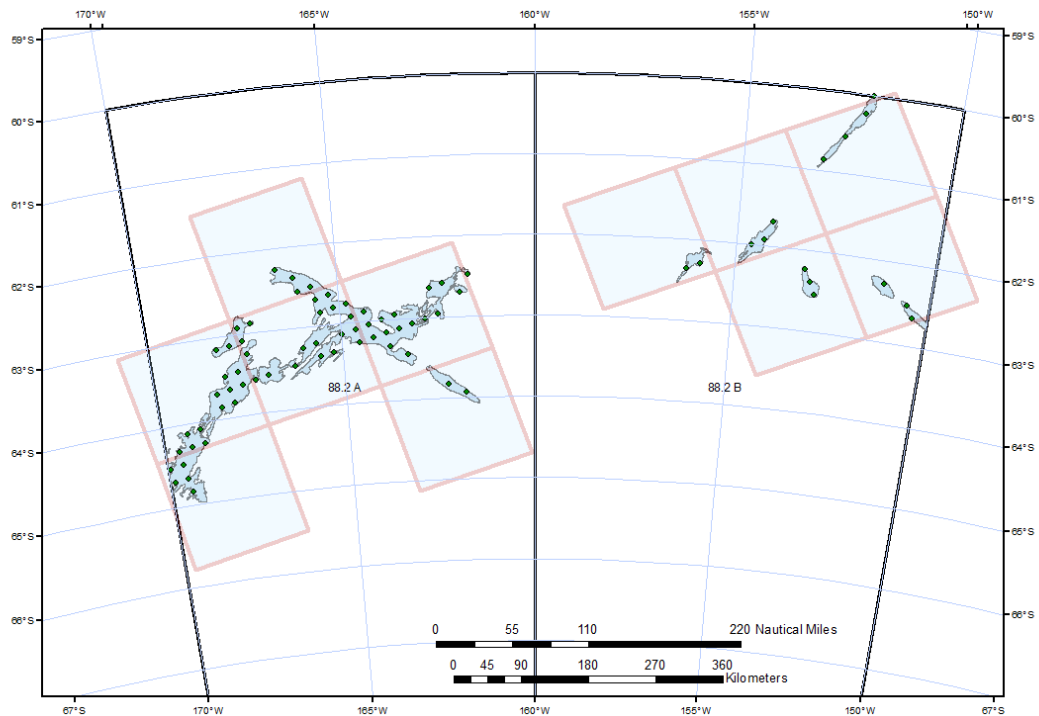 170°W 165°W 160°W 155°W 150°W
59°S 59°S
60°S 60°S
61°S 61°S
62°S 62°S
63°S 63°S
88.2 A 88.2 B
64°S 64°S
65°S 65°S
66°S 66°S
0 55 110 220 Nautical Miles
0 45 90 180 270 360
Kilometers
67°S 170°W 165°W 160°W 155°W 150°W 67°S